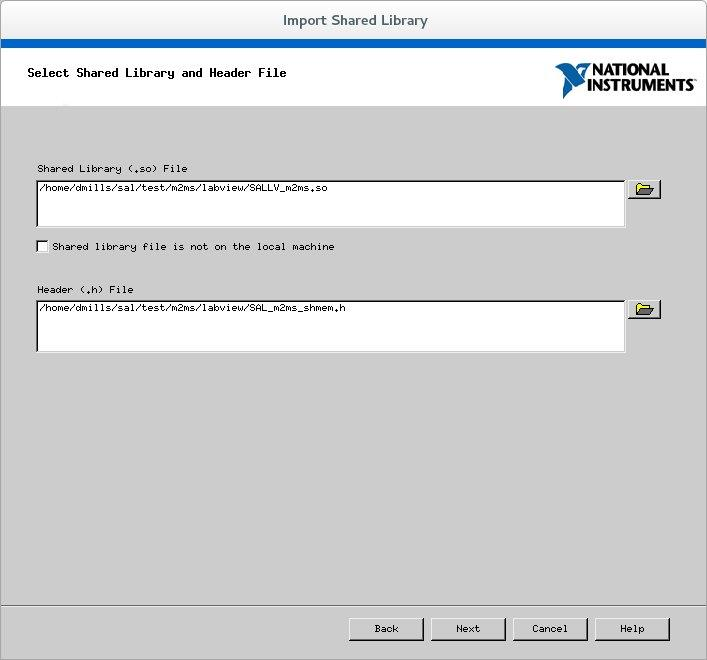 Import Shared Library
Select Shared Library and Header File
NATIONAL
INSTRUMENTS™
Shared Library (.so) File
/home/dmills/sal/test/m2ms/labview/SALLV_m2ms.so
Shared library file is not on the local machine
Header (.h) File
/home/dmills/sal/test/m2ms/labview/SAL_m2ms_shmem.h
Back Next Cancel Help